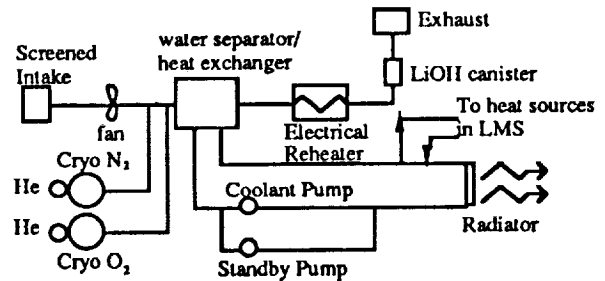 Exhaust
water separator/
heat exchanger
Screened
Intake
LiOH canister
fan
Electrical
Reheater
To heat sources
in LMS
Cryo N₂
He
Coolant Pump
He
Cryo O₂
Radiator
Standby Pump